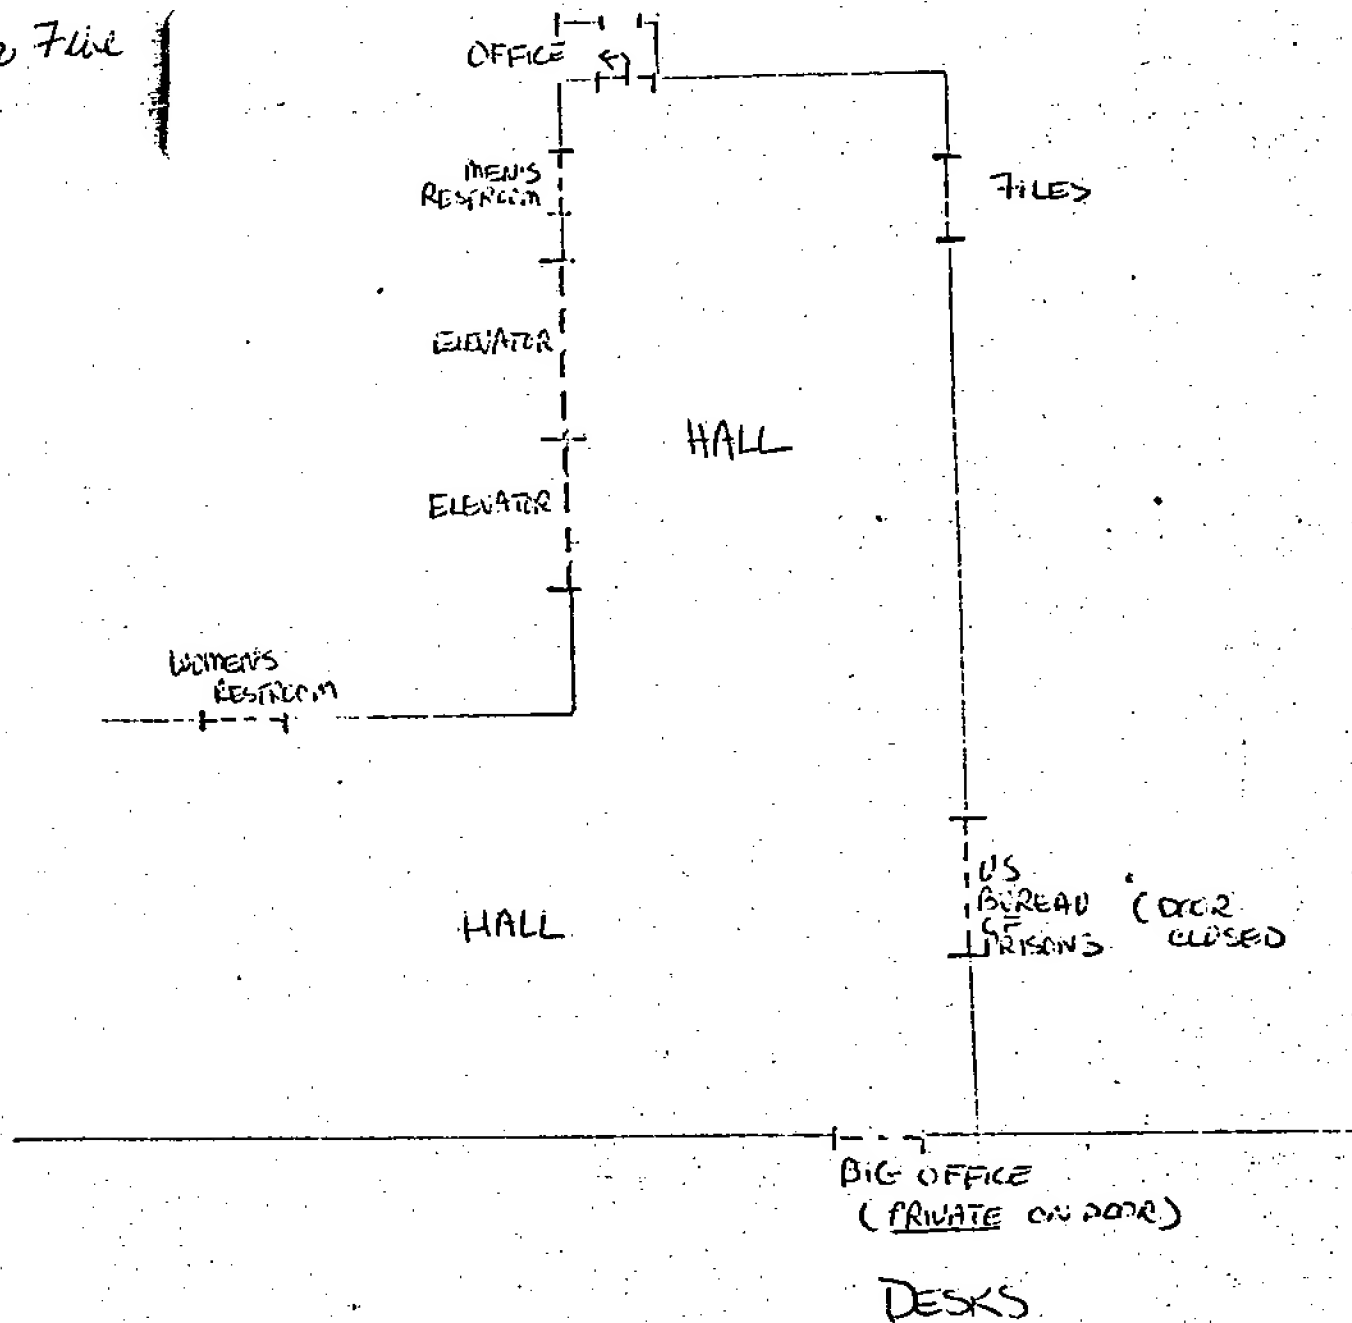 OFFICE
MEN'S
RESTROOM
FILES
ELEVATOR
HALL
ELEVATOR
WOMEN'S
RESTROOM
HALL
US
BUREAU
OF
PRISONS
(DOOR
CLOSED
BIG OFFICE
(PRIVATE ON DOOR)
DESKS